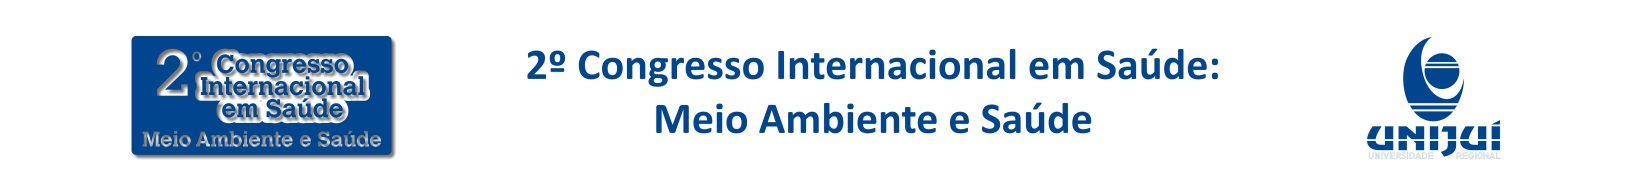 2º Congresso
Internacional
em Saúde
Meio Ambiente e Saúde
2º Congresso Internacional em Saúde:
Meio Ambiente e Saúde
UNIJUÍ
UNIVERSIDADE REGIONAL